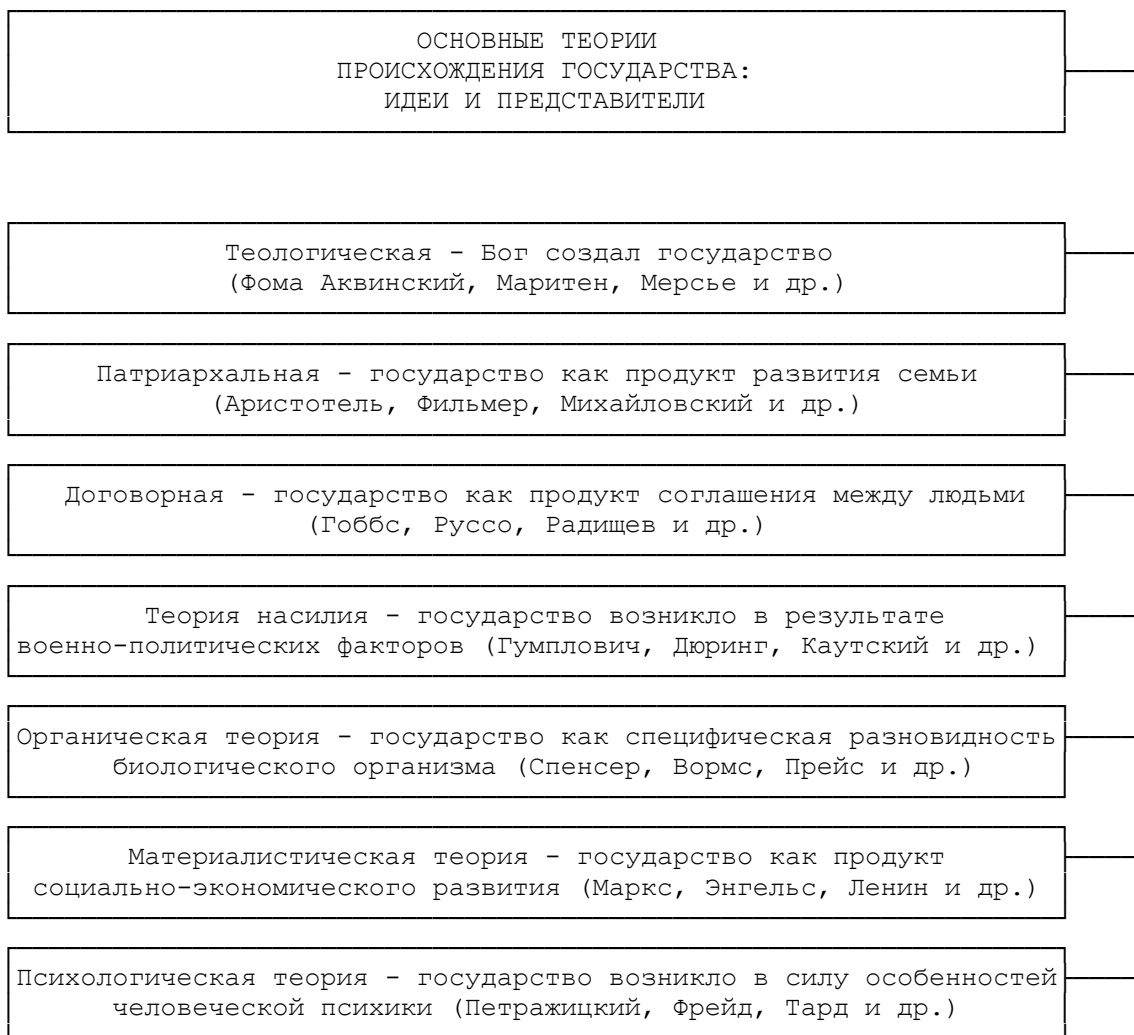 ОСНОВНЫЕ ТЕОРИИ
ПРОИСХОЖДЕНИЯ ГОСУДАРСТВА:
ИДЕИ И ПРЕДСТАВИТЕЛИ
Теологическая - Бог создал государство
(Фома Аквинский, Маритен, Мерсье и др.)
Патриархальная - государство как продукт развития семьи
(Аристотель, Фильмер, Михайловский и др.)
Договорная - государство как продукт соглашения между людьми
(Гоббс, Руссо, Радищев и др.)
Теория насилия - государство возникло в результате
военно-политических факторов (Гумплович, Дюринг, Каутский и др.)
Органическая теория - государство как специфическая разновидность
биологического организма (Спенсер, Вормс, Прейс и др.)
Материалистическая теория - государство как продукт
социально-экономического развития (Маркс, Энгельс, Ленин и др.)
Психологическая теория - государство возникло в силу особенностей
человеческой психики (Петражицкий, Фрейд, Тард и др.)